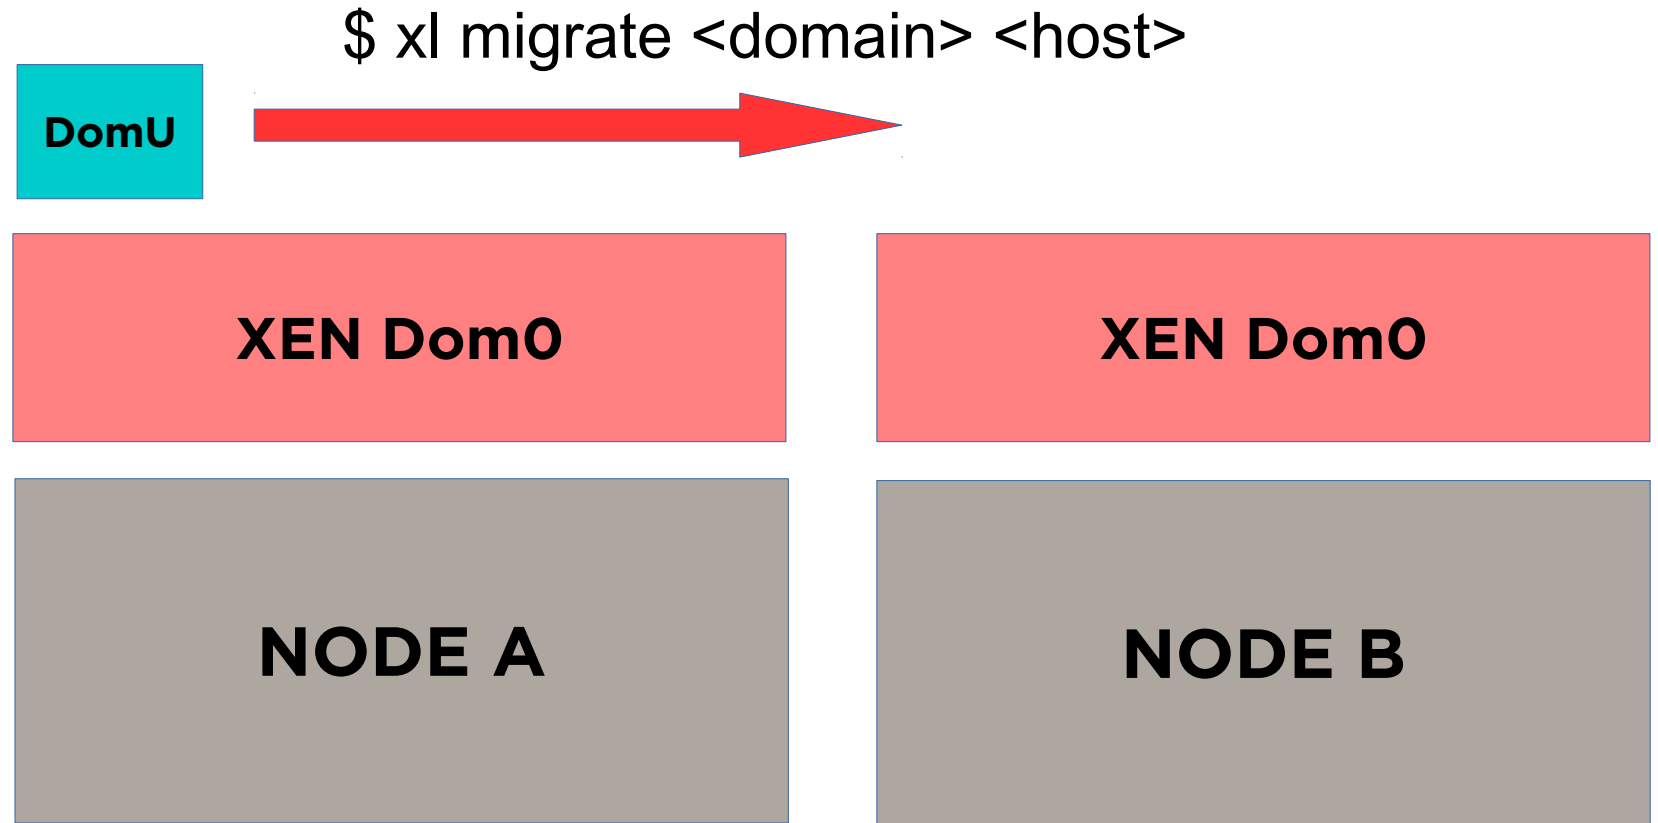 $ xl migrate <domain> <host>
DomU
XEN Dom0
XEN Dom0
NODE A
NODE B